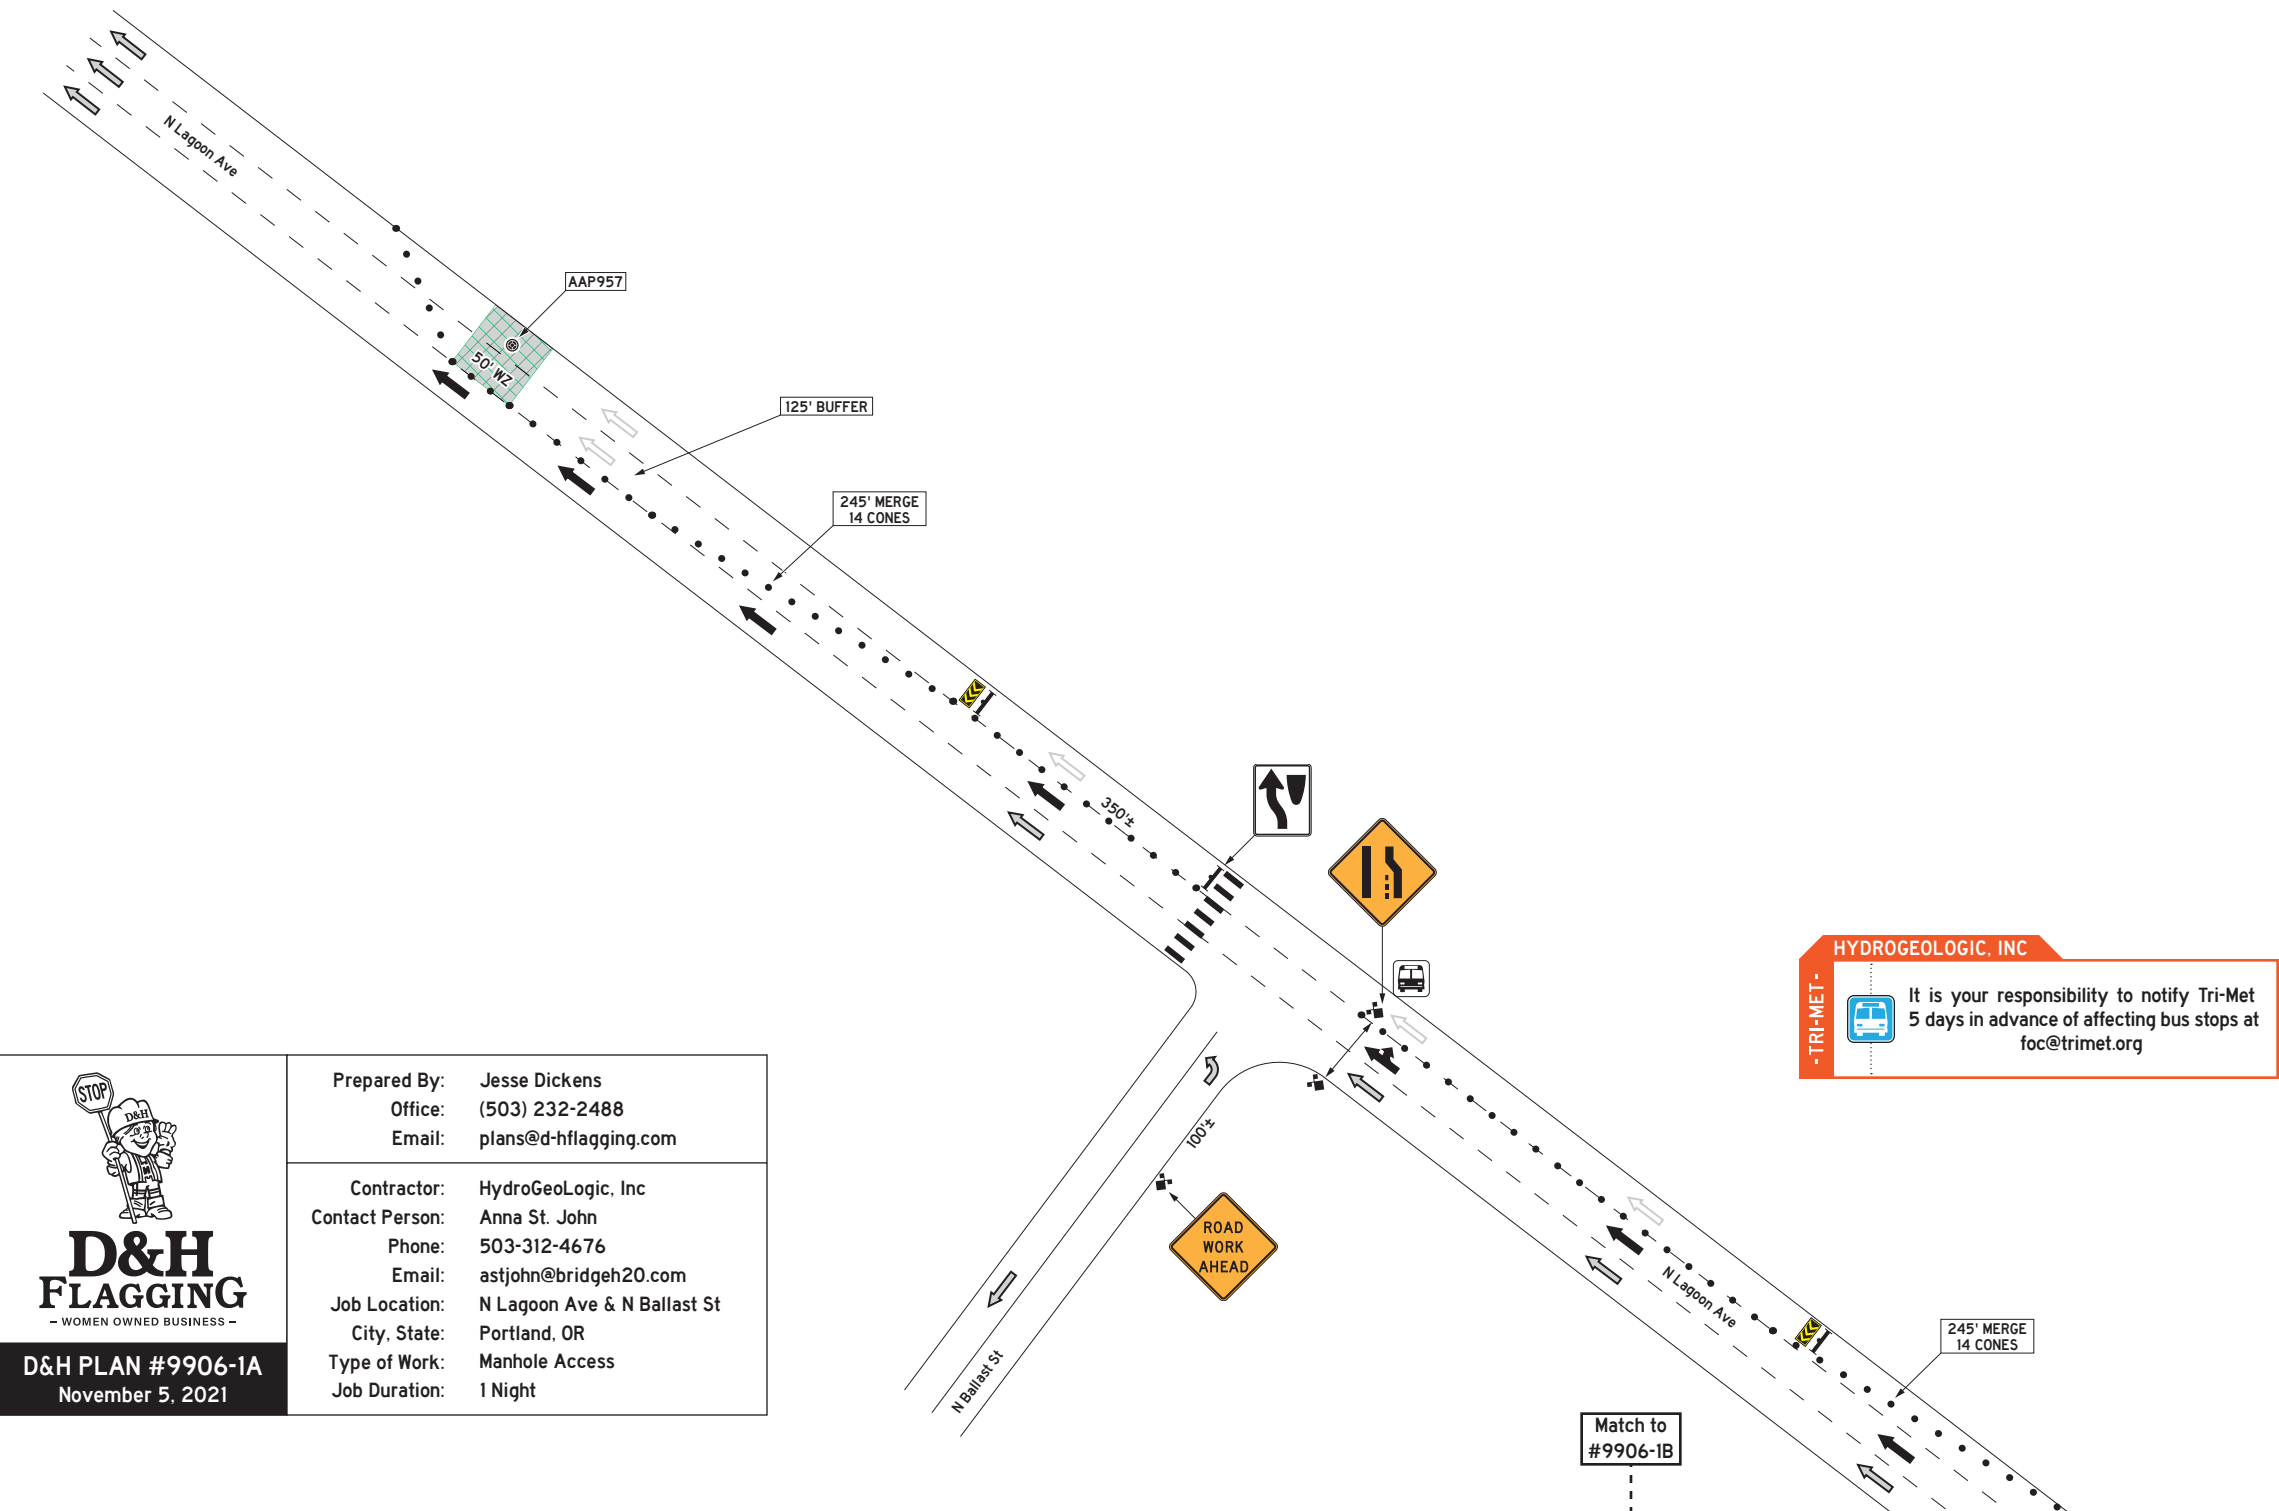 N Lagoon Ave
AAP957
50' WZ
125' BUFFER
245' MERGE
14 CONES
350'±
HYDROGEOLOGIC, INC
- TRI-MET -
It is your responsibility to notify Tri-Met
5 days in advance of affecting bus stops at
foc@trimet.org
100'±
ROAD
WORK
AHEAD
N Lagoon Ave
N Ballast St
245' MERGE
14 CONES
Match to
#9906-1B
STOP
D&H
D&H
FLAGGING
- WOMEN OWNED BUSINESS -
D&H PLAN #9906-1A
November 5, 2021
Prepared By: Jesse Dickens
Office: (503) 232-2488
Email: plans@d-hflagging.com
Contractor: HydroGeoLogic, Inc
Contact Person: Anna St. John
Phone: 503-312-4676
Email: astjohn@bridgeh20.com
Job Location: N Lagoon Ave & N Ballast St
City, State: Portland, OR
Type of Work: Manhole Access
Job Duration: 1 Night